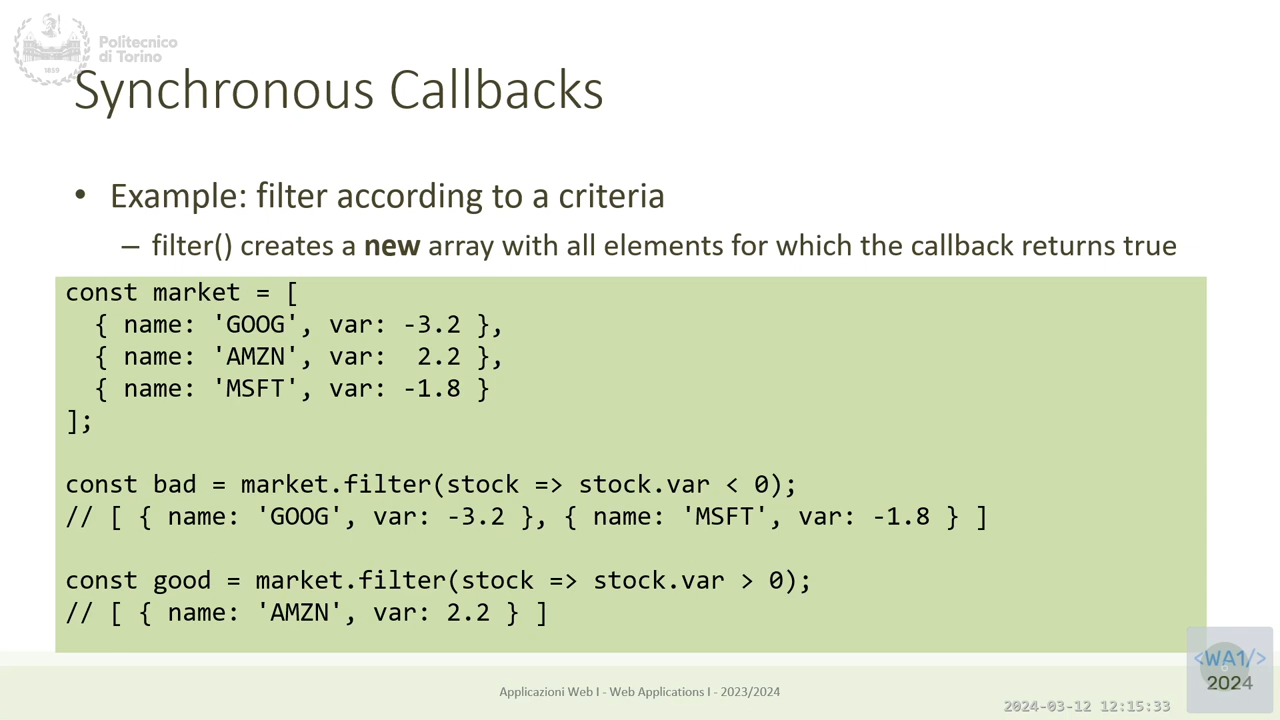 Politecnico
di Torino
1859
Synchronous Callbacks
• Example: filter according to a criteria
– filter() creates a new array with all elements for which the callback returns true
const market = [
  { name: 'GOOG', var: -3.2 },
  { name: 'AMZN', var:  2.2 },
  { name: 'MSFT', var: -1.8 }
];
const bad = market.filter(stock => stock.var < 0);
// [ { name: 'GOOG', var: -3.2 }, { name: 'MSFT', var: -1.8 } ]
const good = market.filter(stock => stock.var > 0);
// [ { name: 'AMZN', var: 2.2 } ]
<WA1/>
6
2024
Applicazioni Web I - Web Applications I - 2023/2024
2024-03-12 12:15:33